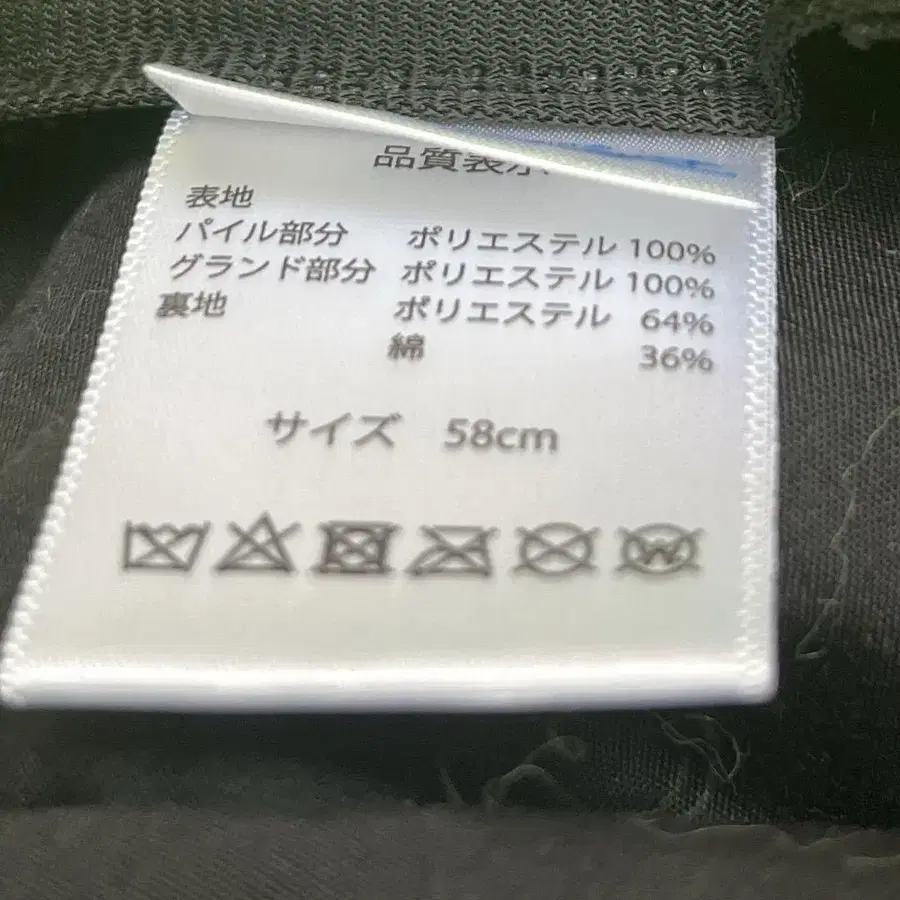 品質表示
表地
パイル部分 ポリエステル 100%
グランド部分 ポリエステル 100%
裏地 ポリエステル 64%
綿 36%
サイズ 58cm
W